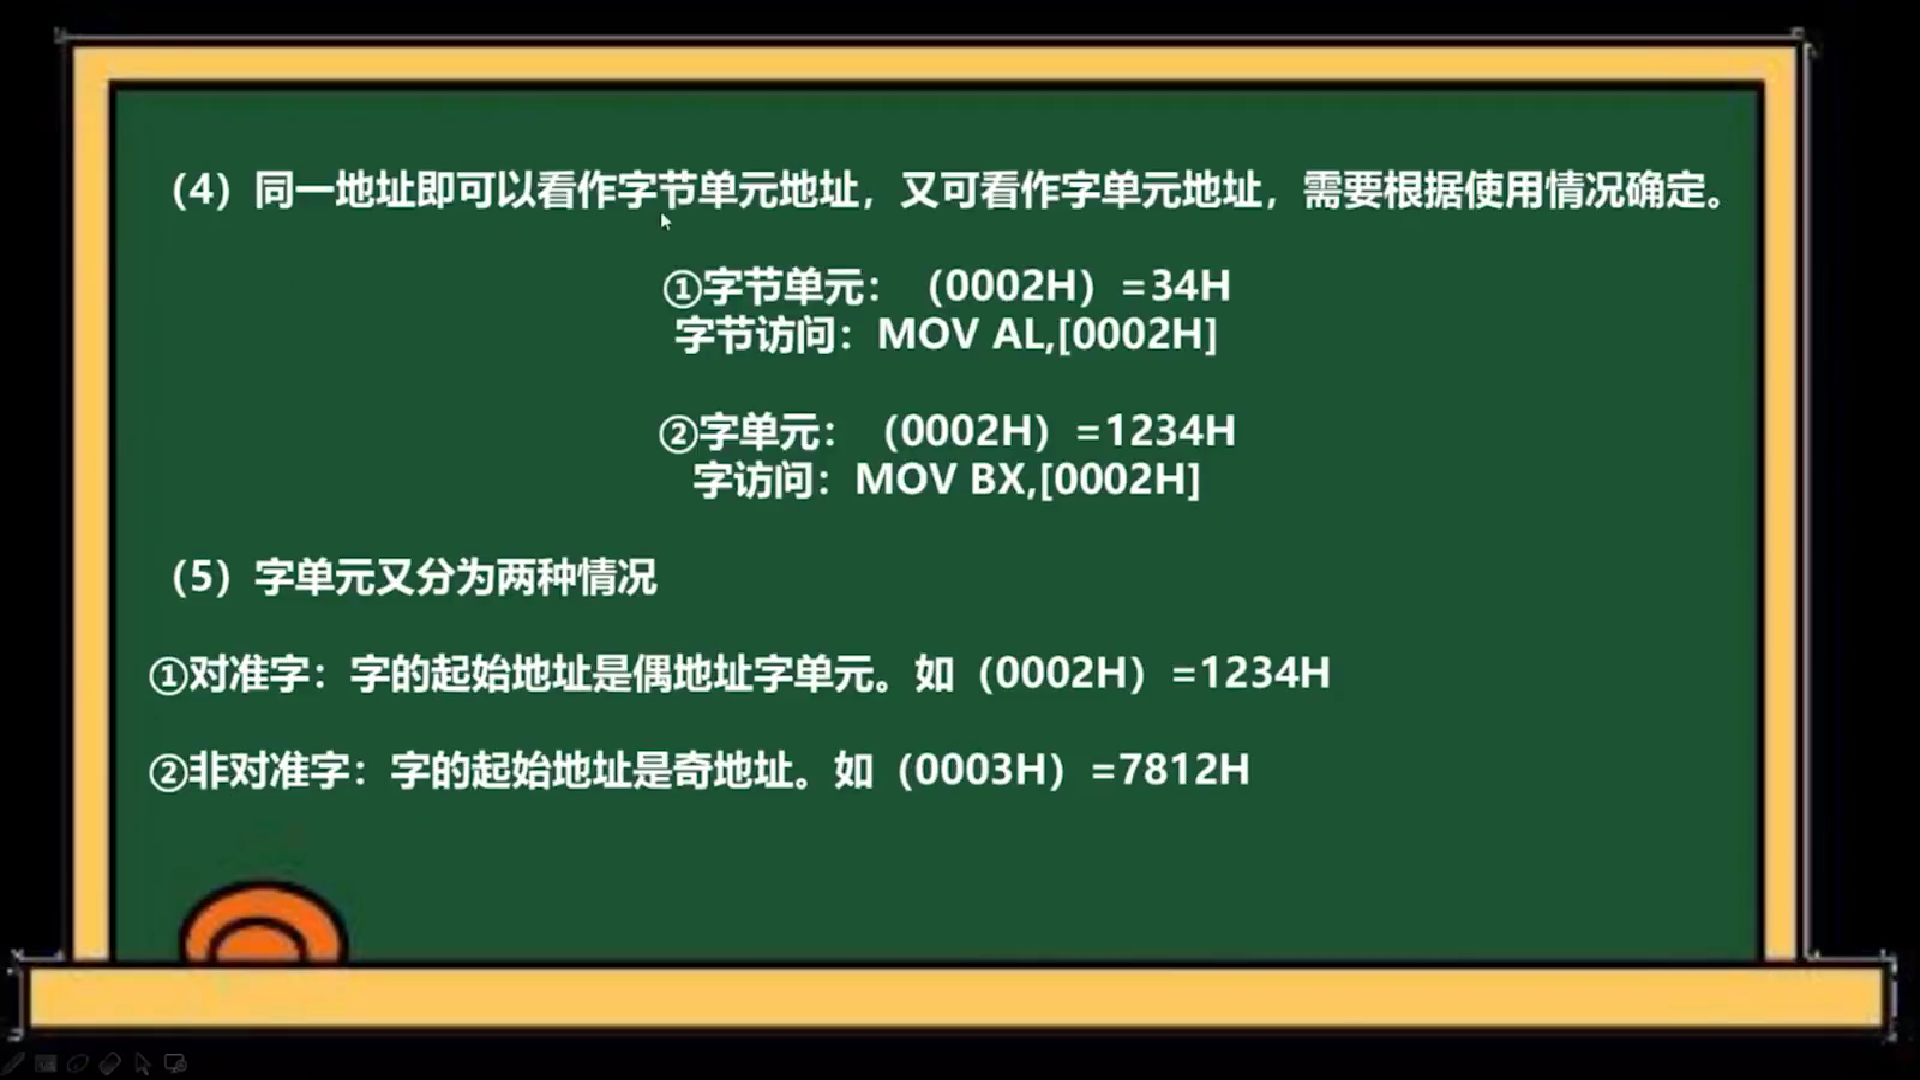 （4）同一地址即可以看作字节单元地址，又可看作字单元地址，需要根据使用情况确定。
①字节单元：（0002H）=34H
字节访问：MOV AL,[0002H]
②字单元：（0002H）=1234H
字访问：MOV BX,[0002H]
（5）字单元又分为两种情况
①对准字：字的起始地址是偶地址字单元。如（0002H）=1234H
②非对准字：字的起始地址是奇地址。如（0003H）=7812H